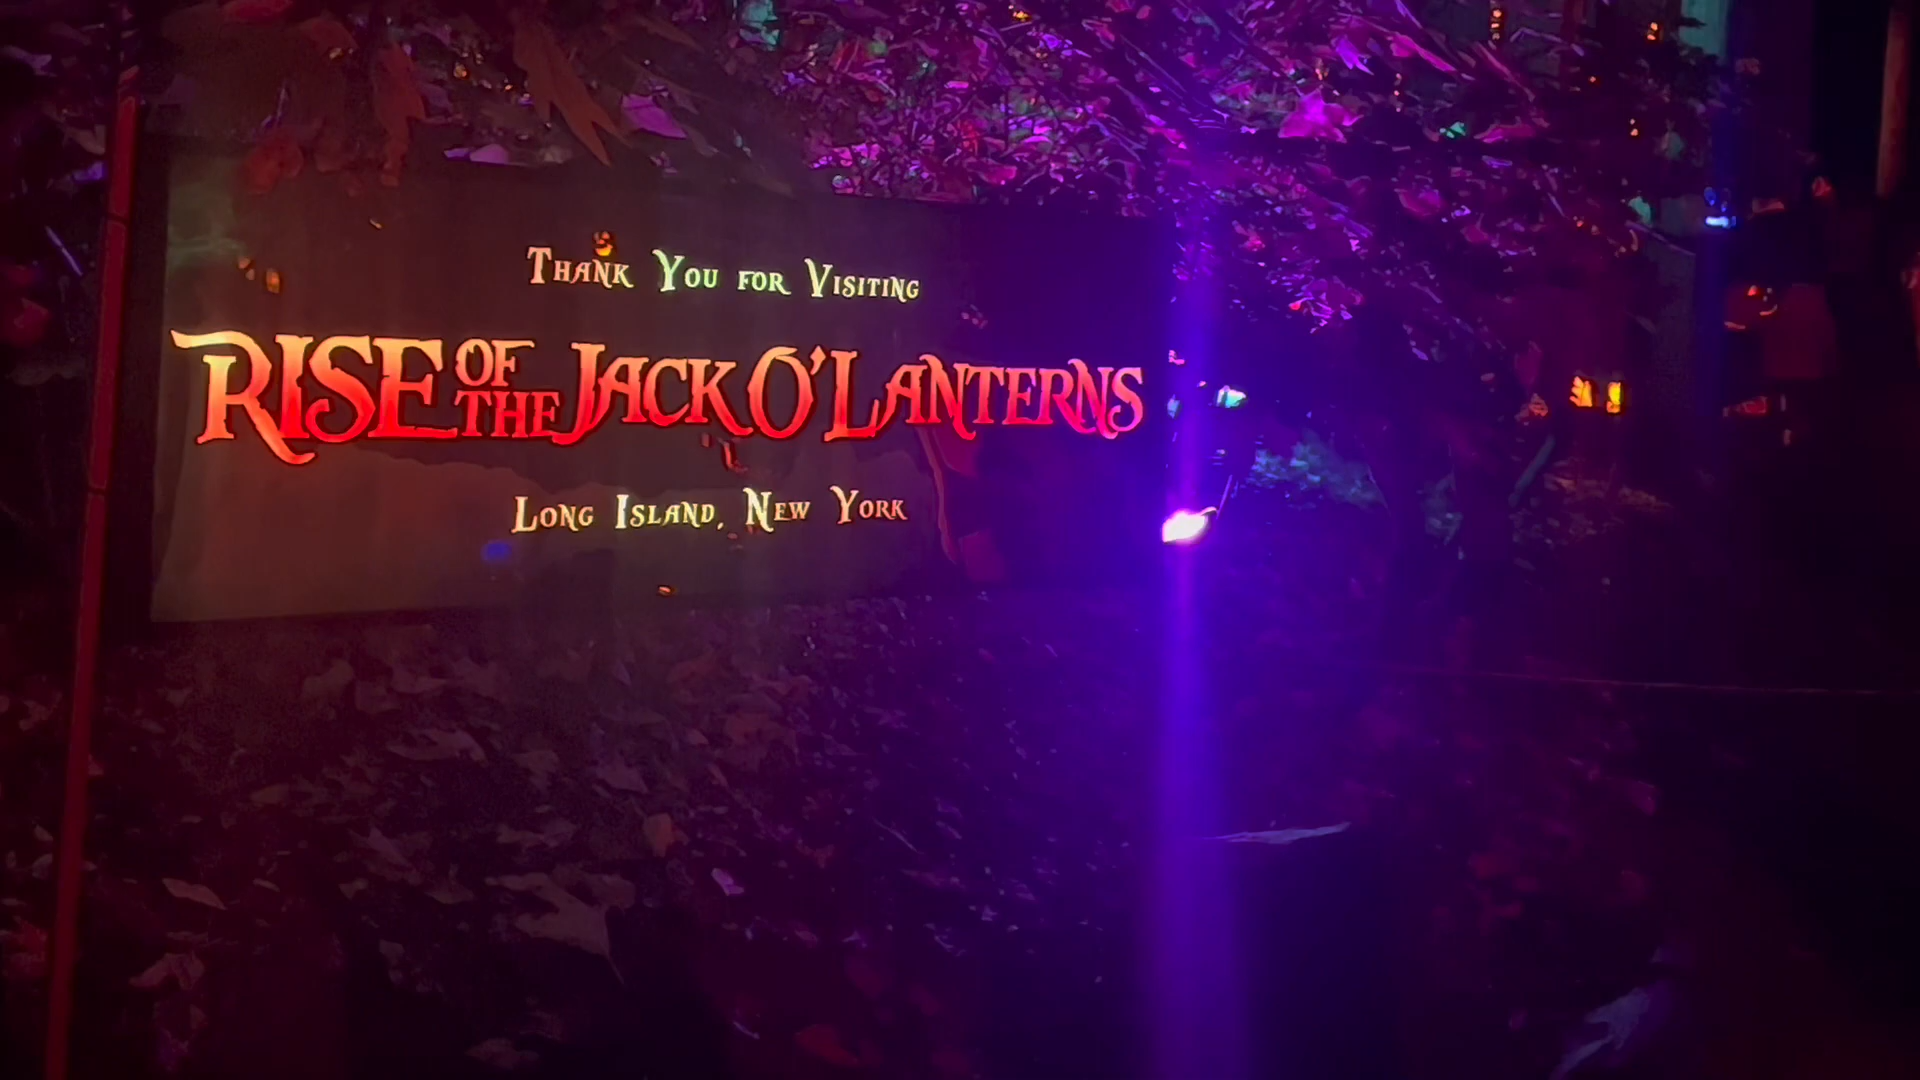 Thank You for Visiting
Rise of the Jack O'Lanterns
Long Island, New York